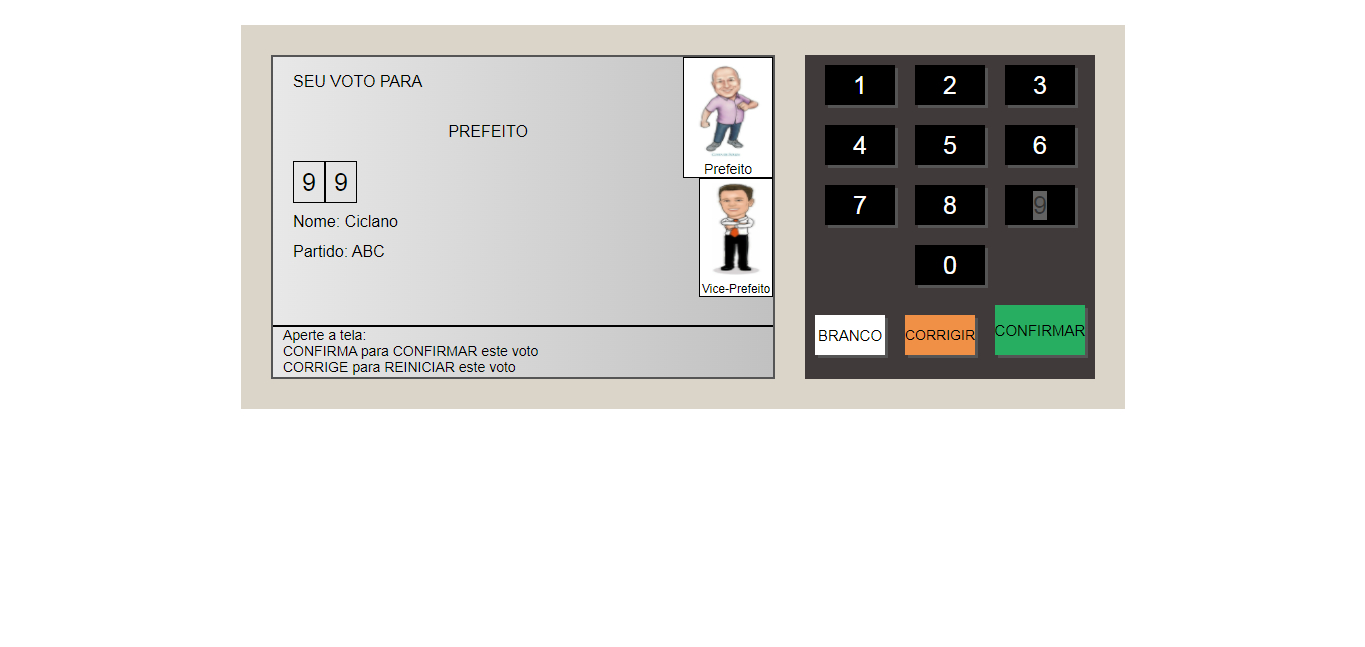 SEU VOTO PARA
PREFEITO
9 9
Nome: Ciclano
Partido: ABC
Prefeito
Vice-Prefeito
Aperte a tela:
CONFIRMA para CONFIRMAR este voto
CORRIGE para REINICIAR este voto
1 2 3
4 5 6
7 8 9
0
BRANCO CORRIGIR CONFIRMAR